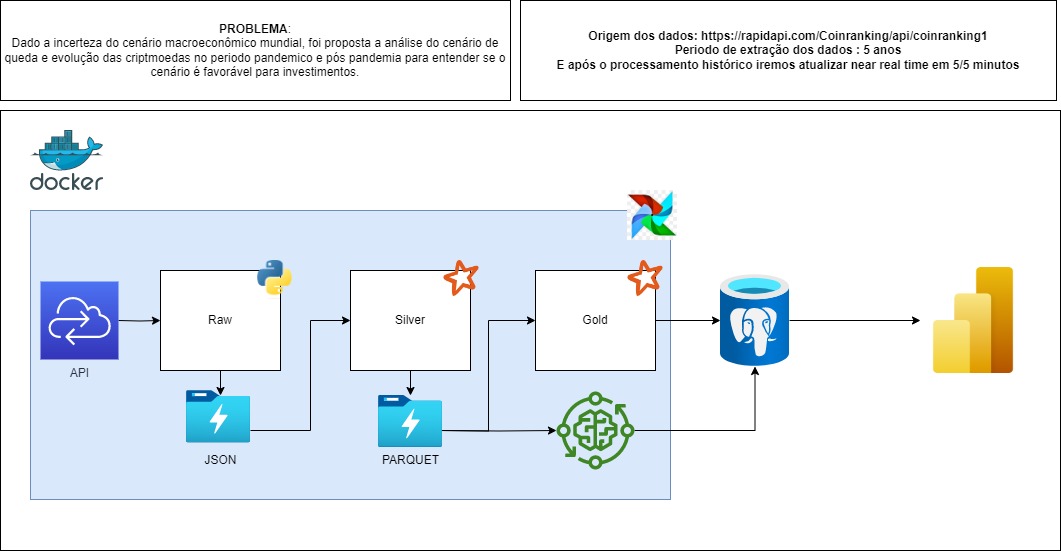 PROBLEMA:
Dado a incerteza do cenário macroeconômico mundial, foi proposta a análise do cenário de
queda e evolução das criptmoedas no periodo pandemico e pós pandemia para entender se o
cenário é favorável para investimentos.
Origem dos dados: https://rapidapi.com/Coinranking/api/coinranking1
Periodo de extração dos dados : 5 anos
E após o processamento histórico iremos atualizar near real time em 5/5 minutos
docker
Raw
Silver
Gold
API
JSON
PARQUET